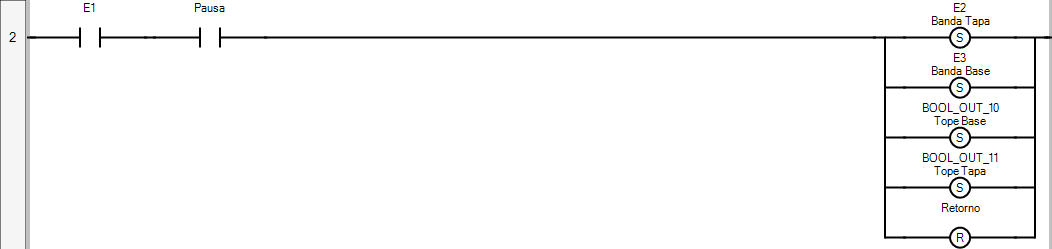 E1 Pausa E2
Banda Tapa
2 S
E3
Banda Base
S
BOOL_OUT_10
Tope Base
S
BOOL_OUT_11
Tope Tapa
S
Retorno
R